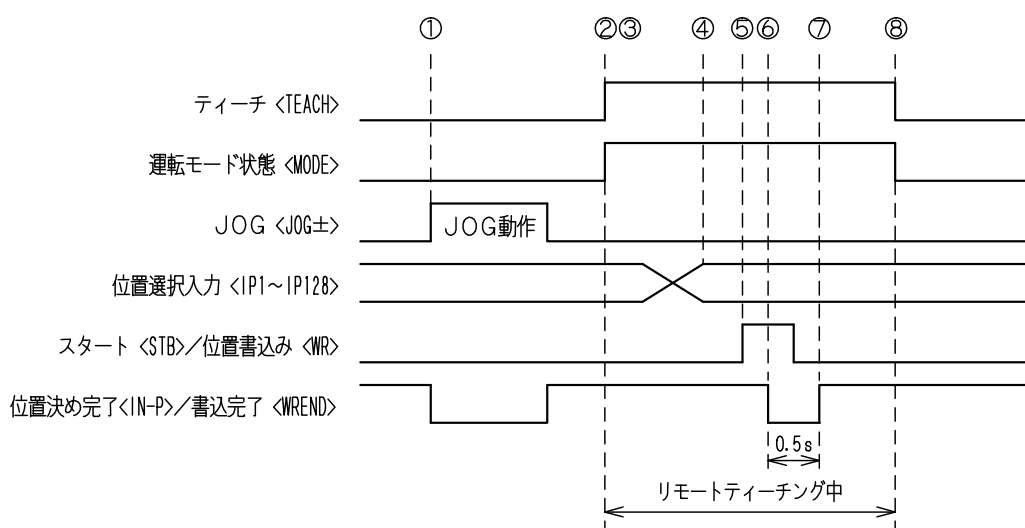 ① ②③ ④ ⑤⑥ ⑦ ⑧
ティーチ <TEACH>
運転モード状態 <MODE>
JOG <JOG±>
JOG動作
位置選択入力 <IP1～IP128>
スタート <STB>／位置書込み <WR>
位置決め完了<IN-P>／書込完了 <WREND>
0.5s
リモートティーチング中